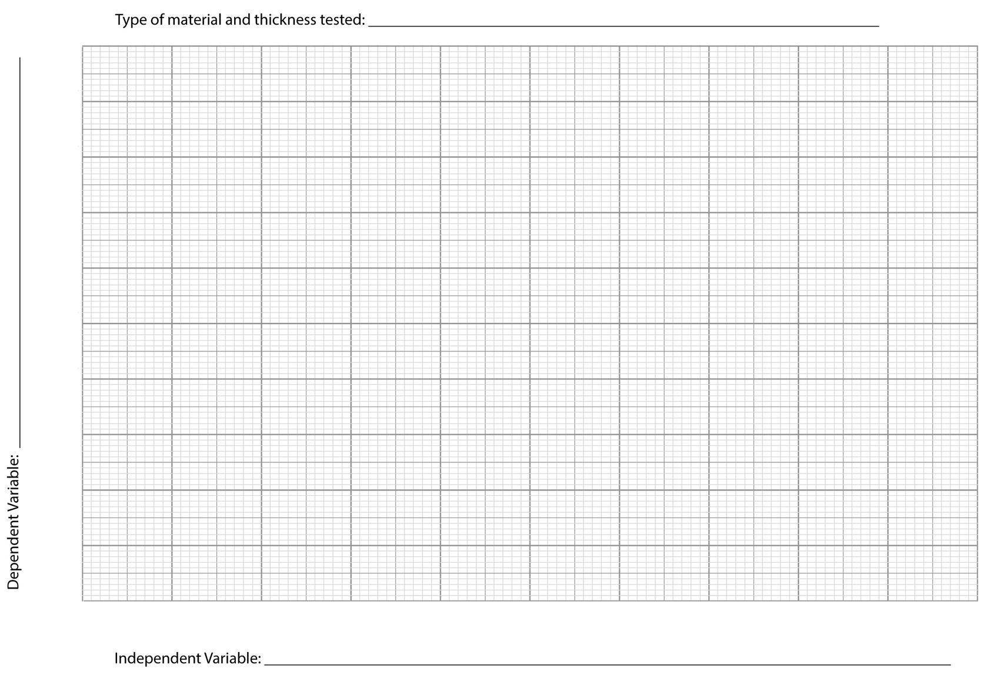 Type of material and thickness tested:
Dependent Variable:
Independent Variable: